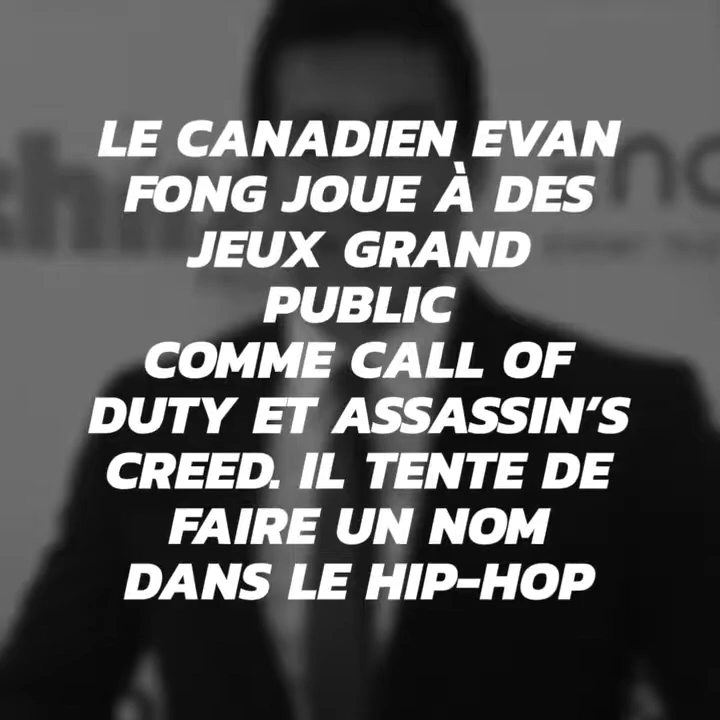 LE CANADIEN EVAN
FONG JOUE À DES
JEUX GRAND
PUBLIC
COMME CALL OF
DUTY ET ASSASSIN'S
CREED. IL TENTE DE
FAIRE UN NOM
DANS LE HIP-HOP